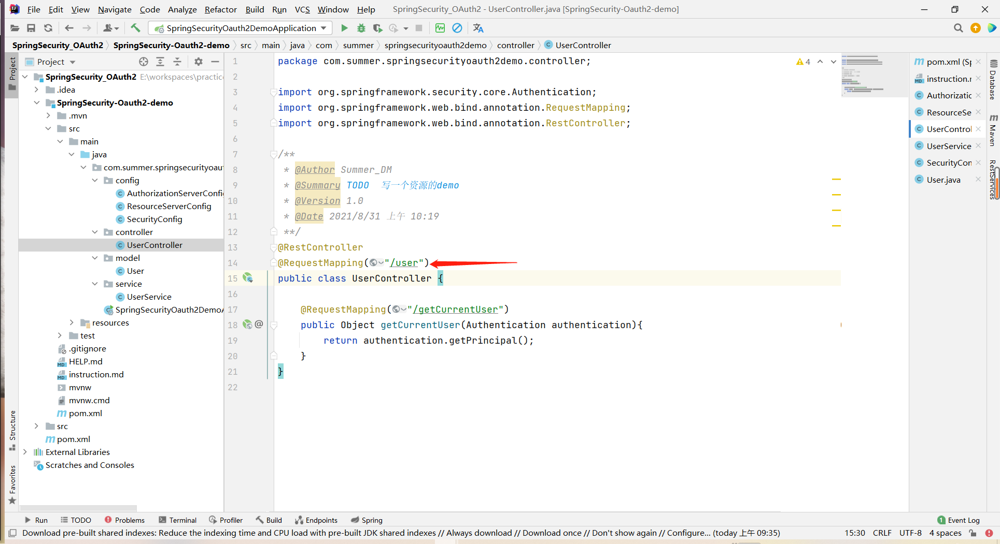 File Edit View Navigate Code Analyze Refactor Build Run VCS Window Help SpringSecurity_OAuth2 - UserController.java [SpringSecurity-Oauth2-demo]
SpringSecurityOauth2DemoApplication
SpringSecurity_OAuth2 SpringSecurity-Oauth2-demo src main java com summer springsecurityoauth2demo controller UserController
Project
Project
SpringSecurity_OAuth2 E:\workspaces\practic
.idea
SpringSecurity-Oauth2-demo
.mvn
src
main
java
com.summer.springsecurityoau
config
AuthorizationServerConfi
ResourceServerConfig
SecurityConfig
controller
UserController
model
User
service
UserService
SpringSecurityOauth2Demo
resources
test
.gitignore
HELP.md
instruction.md
mvnw
mvnw.cmd
pom.xml
src
pom.xml
External Libraries
Scratches and Consoles
Structure
Favorites
1 package com.summer.springsecurityoauth2demo.controller;
2
3 import org.springframework.security.core.Authentication;
4 import org.springframework.web.bind.annotation.RequestMapping;
5 import org.springframework.web.bind.annotation.RestController;
6
7 /**
8 * @Author Summer_DM
9 * @Summary TODO 写一个资源的demo
10 * @Version 1.0
11 * @Date 2021/8/31 上午 10:19
12 **/
13 @RestController
14 @RequestMapping("/user")
15 public class UserController {
16
17 @RequestMapping("/getCurrentUser")
18 public Object getCurrentUser(Authentication authentication){
19 return authentication.getPrincipal();
20 }
21 }
22
4
pom.xml (S
instruction.r
Authorizatic
ResourceSe
UserControl
UserService
SecurityCon
User.java
Database
Maven
RestServices
Run TODO Problems Terminal Profiler Build Endpoints Spring 1 Event Log
Download pre-built shared indexes: Reduce the indexing time and CPU load with pre-built JDK shared indexes // Always download // Download once // Don't show again // Configure... (today 上午 09:35) 15:30 CRLF UTF-8 4 spaces